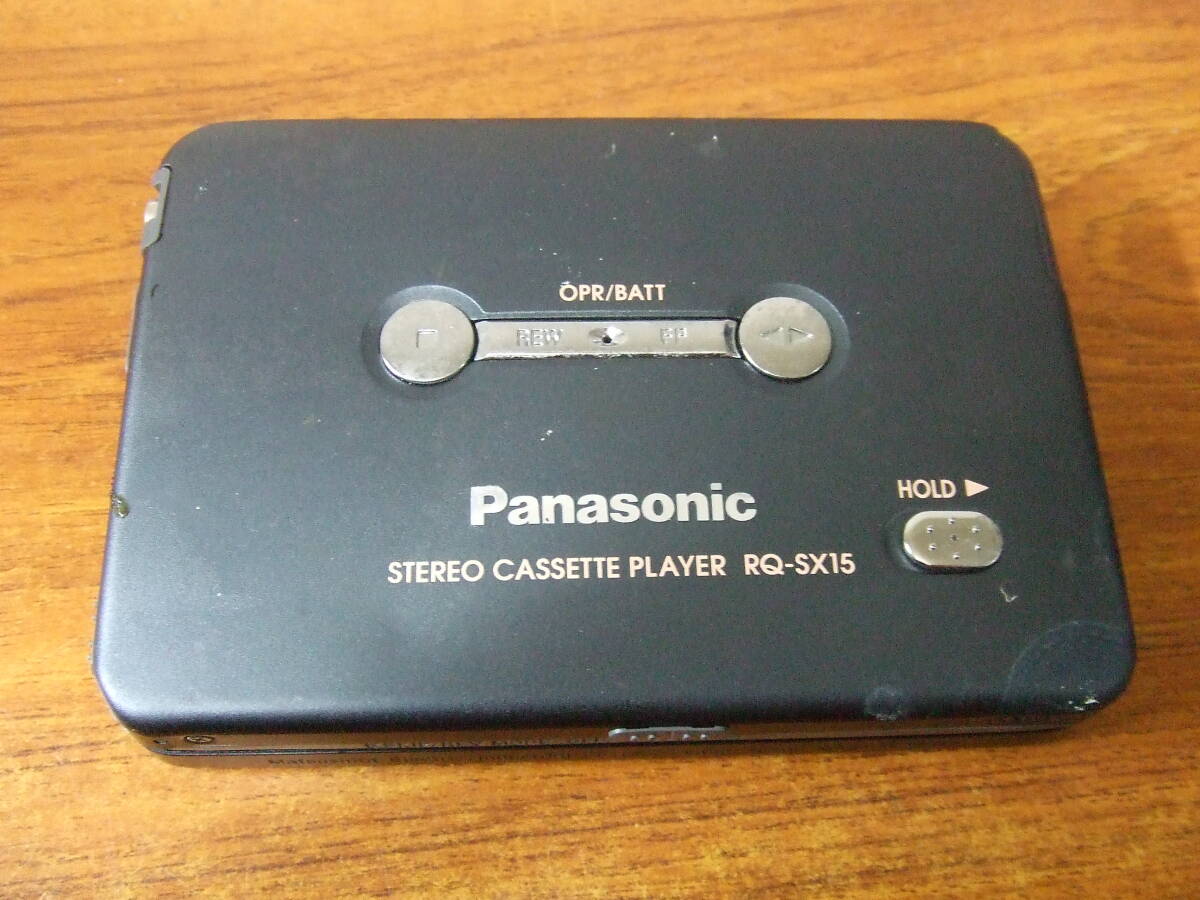 OPR/BATT
REW FF
Panasonic
HOLD
STEREO CASSETTE PLAYER RQ-SX15